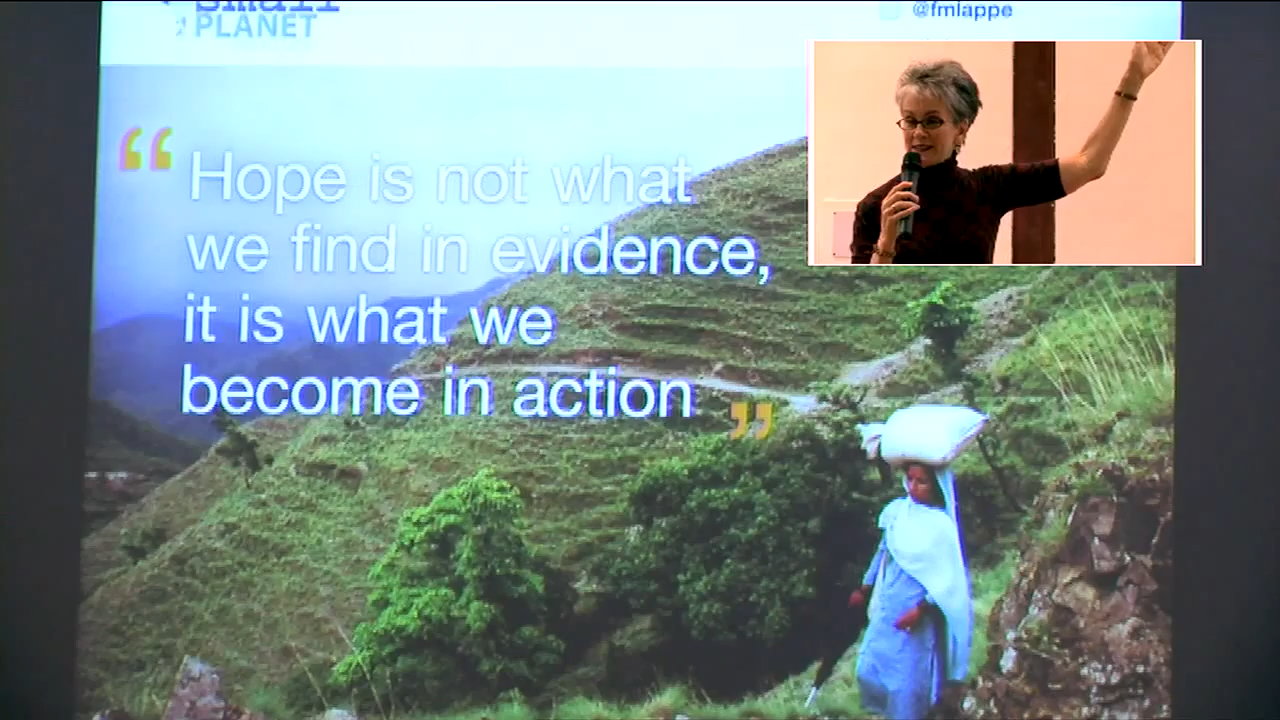 small
PLANET
@fmlappe
“ Hope is not what
we find in evidence,
it is what we
become in action ”